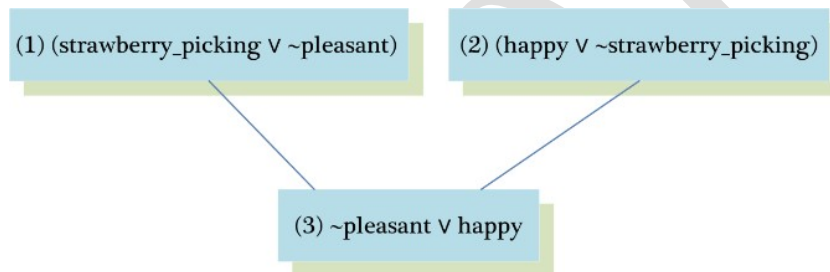 (1) (strawberry_picking ∨ ~pleasant)
(2) (happy ∨ ~strawberry_picking)
(3) ~pleasant ∨ happy